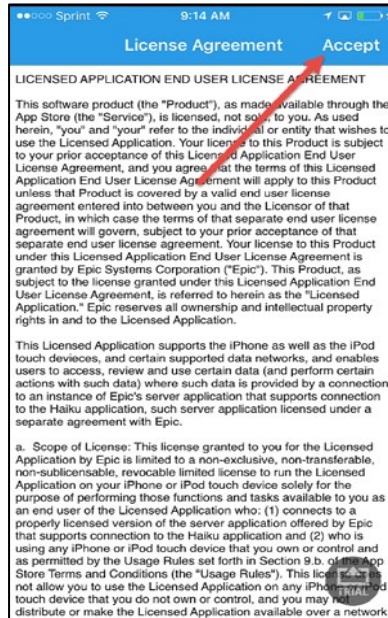 Sprint 9:14 AM
License Agreement Accept
LICENSED APPLICATION END USER LICENSE AGREEMENT
This software product (the "Product"), as made available through the
App Store (the "Service"), is licensed, not sold, to you. As used
herein, "you" and "your" refer to the individual or entity that wishes to
use the Licensed Application. Your license to this Product is subject
to your prior acceptance of this Licensed Application End User
License Agreement, and you agree that the terms of this Licensed
Application End User License Agreement will apply to this Product
unless that Product is covered by a valid end user license
agreement entered into between you and the Licensor of that
Product, in which case the terms of that separate end user license
agreement will govern, subject to your prior acceptance of that
separate end user license agreement. Your license to this Product
under this Licensed Application End User License Agreement is
granted by Epic Systems Corporation ("Epic"). This Product, as
subject to the license granted under this Licensed Application End
User License Agreement, is referred to herein as the "Licensed
Application." Epic reserves all ownership and intellectual property
rights in and to the Licensed Application.
This Licensed Application supports the iPhone as well as the iPod
touch devieces, and certain supported data networks, and enables
users to access, review and use certain data (and perform certain
actions with such data) where such data is provided by a connection
to an instance of Epic's server application that supports connection
to the Haiku application, such server application licensed under a
separate agreement with Epic.
a. Scope of License: This license granted to you for the Licensed
Application by Epic is limited to a non-exclusive, non-transferable,
non-sublicensable, revocable limited license to run the Licensed
Application on your iPhone or iPod touch device solely for the
purpose of performing those functions and tasks available to you as
an end user of the Licensed Application who: (1) connects to a
properly licensed version of the server application offered by Epic
that supports connection to the Haiku application and (2) who is
using any iPhone or iPod touch device that you own or control and
as permitted by the Usage Rules set forth in Section 9.b. of the App
Store Terms and Conditions (the "Usage Rules"). This license does
not allow you to use the Licensed Application on any iPhone or iPod
touch device that you do not own or control, and you may not
distribute or make the Licensed Application available over a network
TRIAL